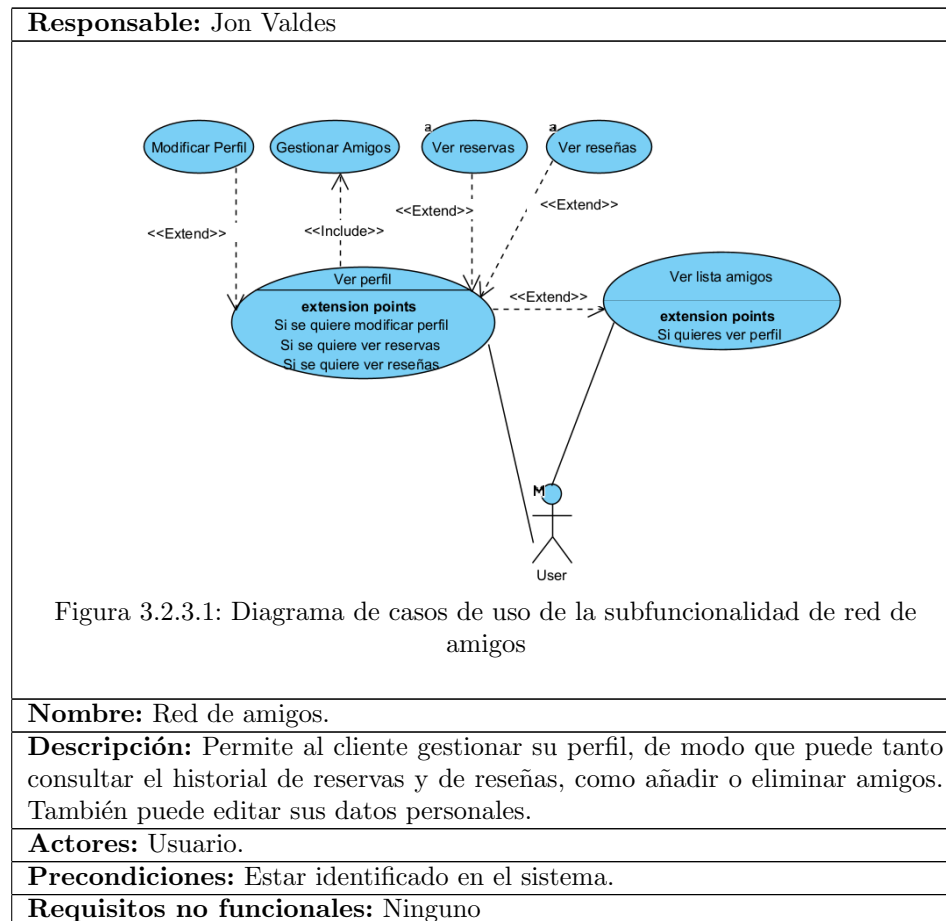 Responsable: Jon Valdes
a
a
Modificar Perfil
Gestionar Amigos
Ver reservas
Ver reseñas
<<Extend>>
<<Include>>
<<Extend>>
<<Extend>>
Ver perfil
extension points
Si se quiere modificar perfil
Si se quiere ver reservas
Si se quiere ver reseñas
<<Extend>>
Ver lista amigos
extension points
Si quieres ver perfil
M
User
Figura 3.2.3.1: Diagrama de casos de uso de la subfuncionalidad de red de
amigos
Nombre: Red de amigos.
Descripción: Permite al cliente gestionar su perfil, de modo que puede tanto
consultar el historial de reservas y de reseñas, como añadir o eliminar amigos.
También puede editar sus datos personales.
Actores: Usuario.
Precondiciones: Estar identificado en el sistema.
Requisitos no funcionales: Ninguno